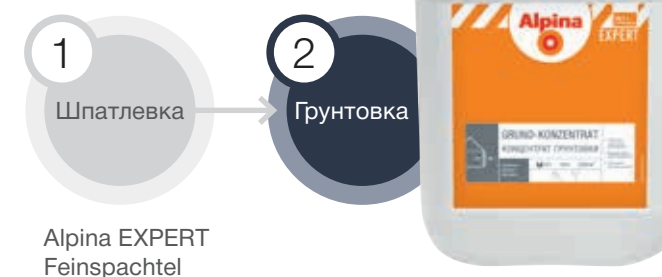 1
Шпатлевка
2
Грунтовка
Alpina EXPERT
Feinspachtel
Alpina
EXPERT
GRUND-KONZENTRAT
КОНЦЕНТРАТ ГРУНТОВКИ